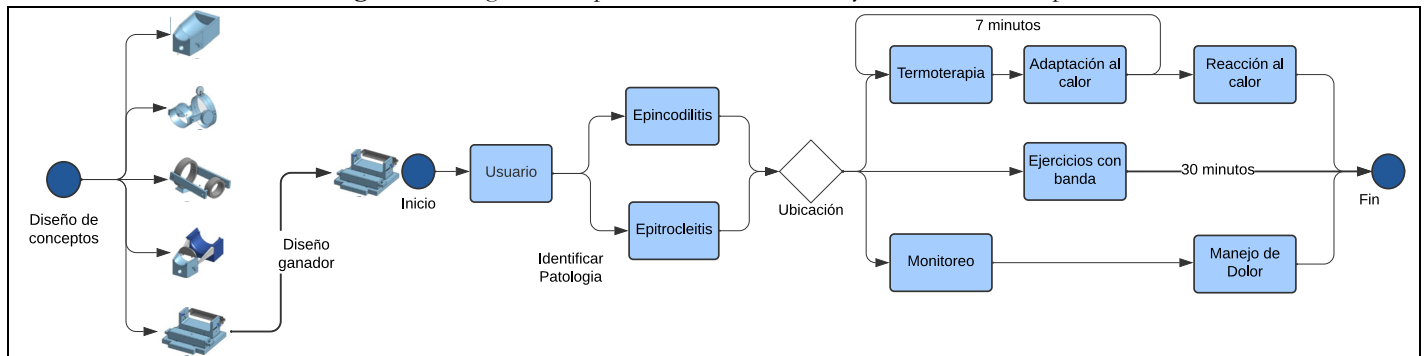 Diseño de
conceptos
Diseño
ganador
Inicio
Usuario
Identificar
Patologia
Epincodilitis
Epitrocleitis
Ubicación
7 minutos
Termoterapia
Adaptación al
calor
Reacción al
calor
Ejercicios con
banda
30 minutos
Monitoreo
Manejo de
Dolor
Fin